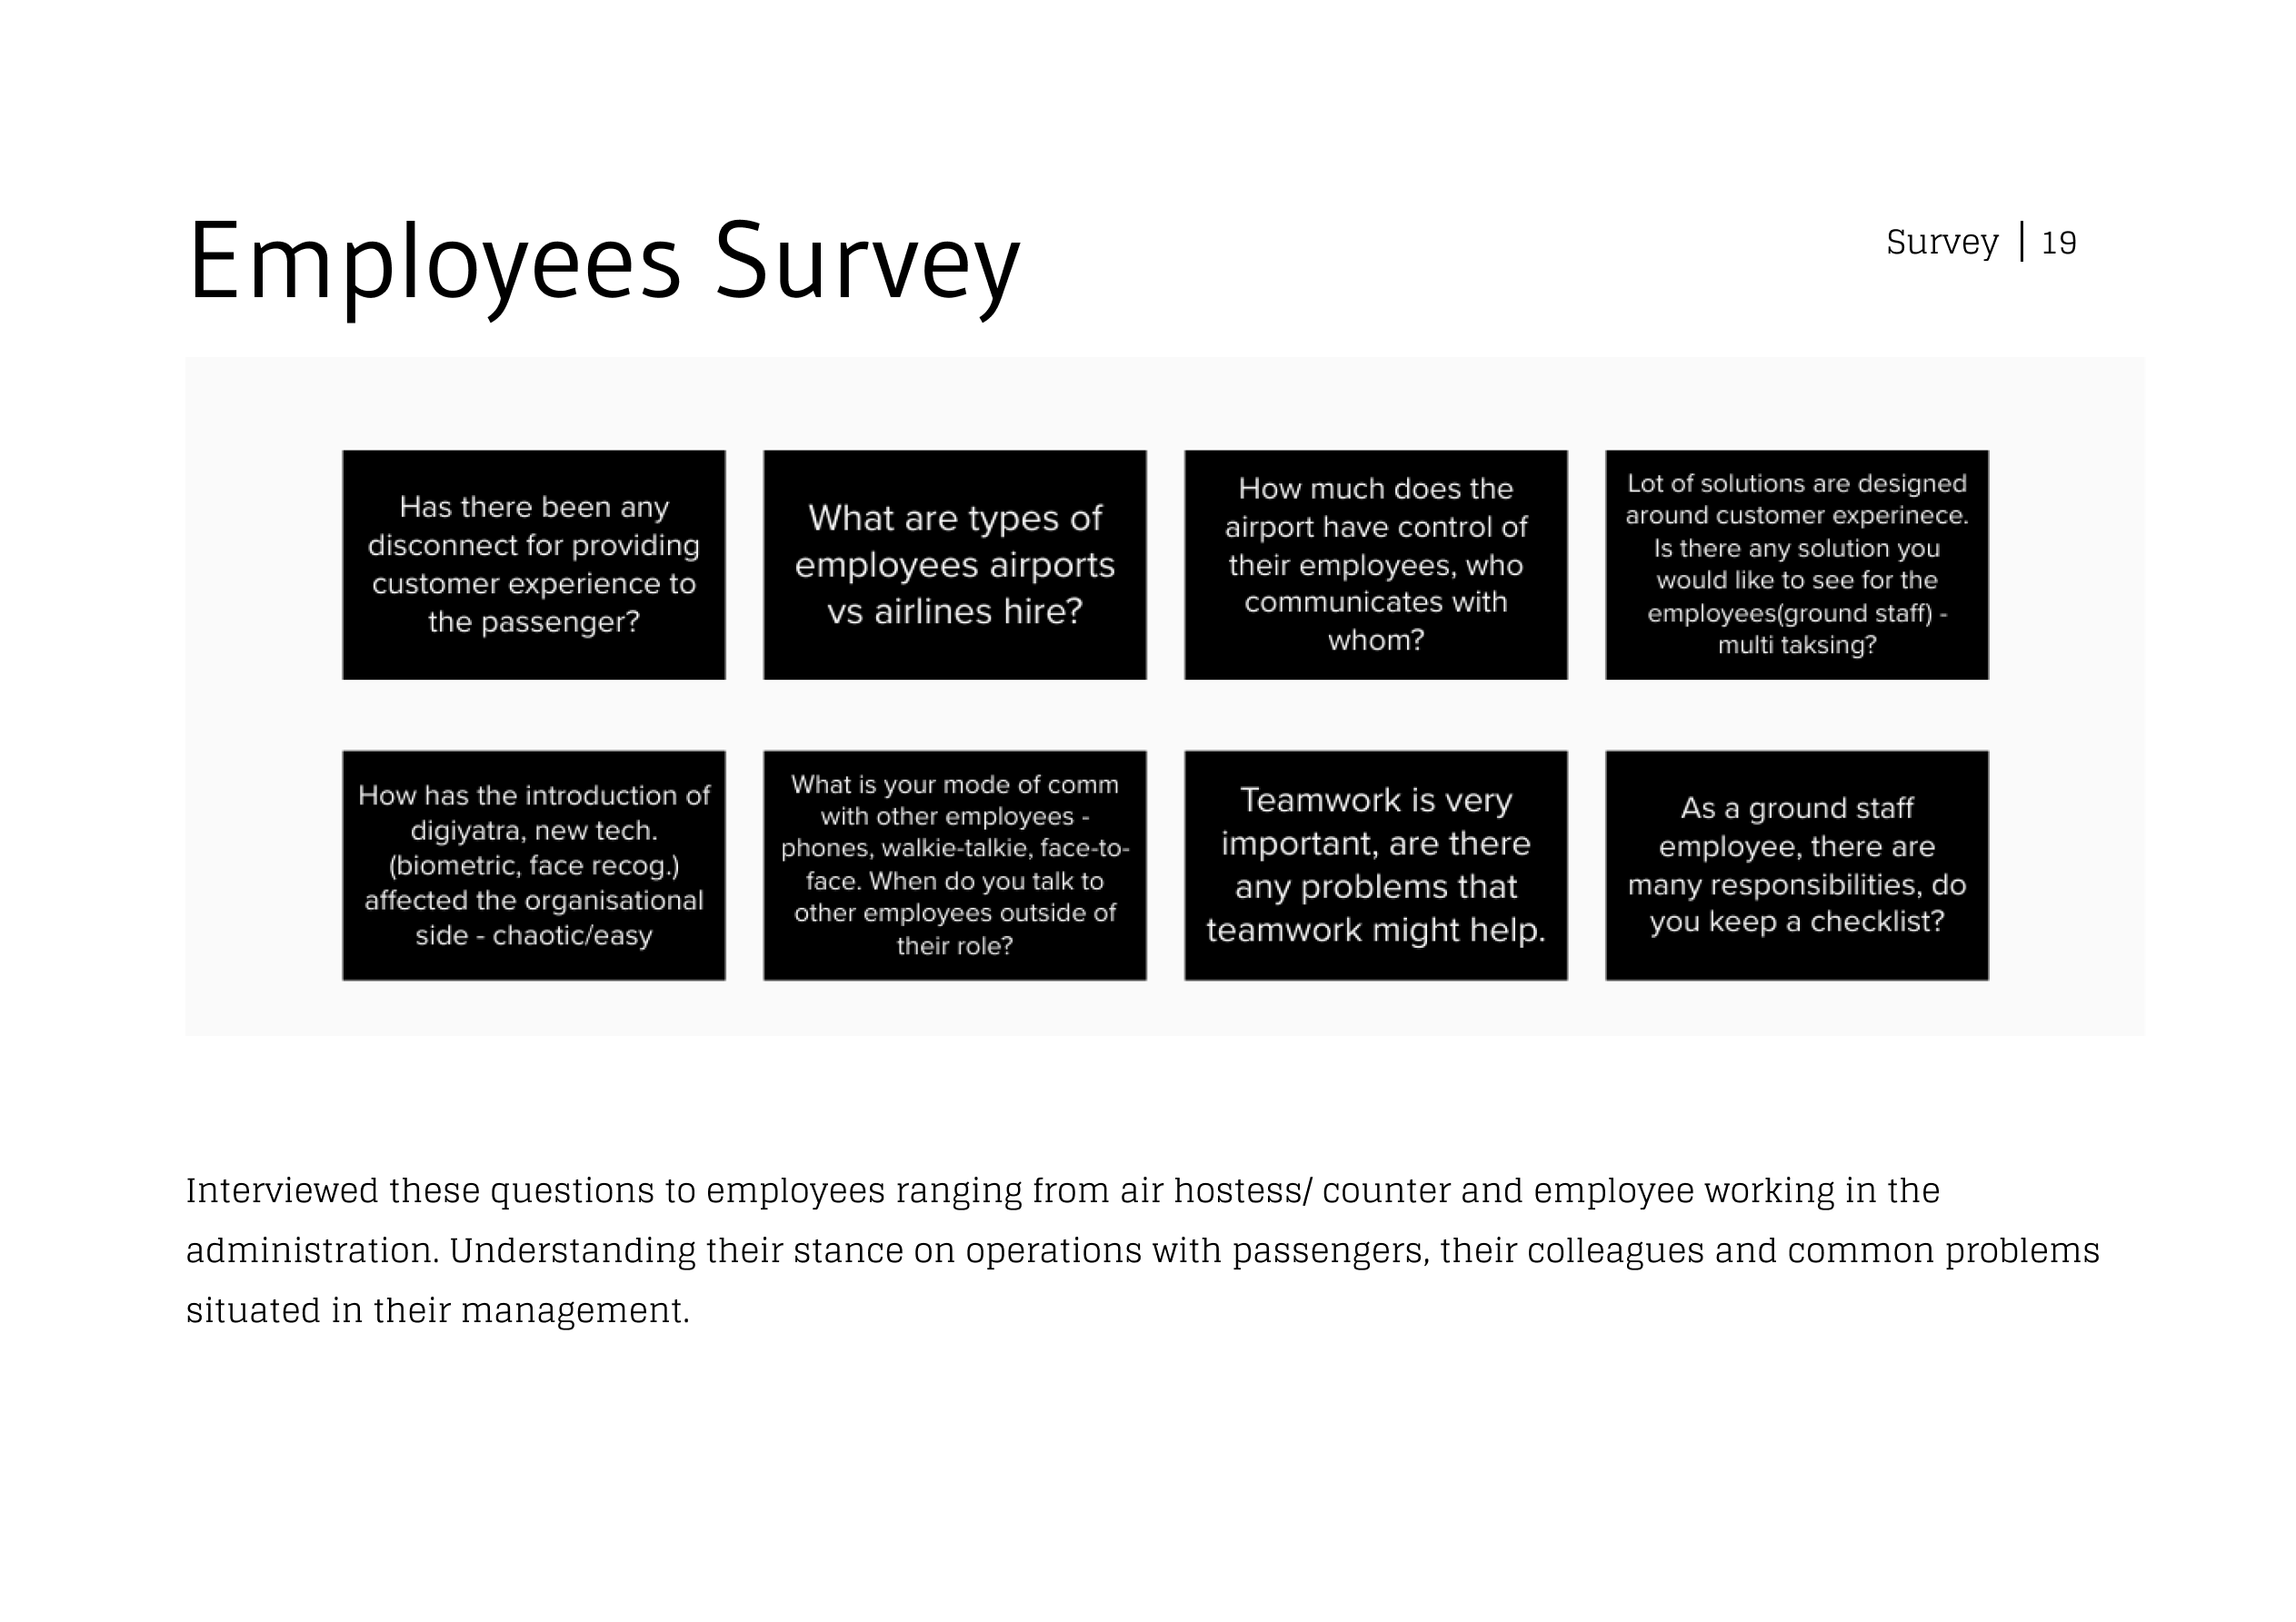 Employees Survey
Survey | 19
Has there been any
disconnect for providing
customer experience to
the passenger?
What are types of
employees airports
vs airlines hire?
How much does the
airport have control of
their employees, who
communicates with
whom?
Lot of solutions are designed
around customer experinece.
Is there any solution you
would like to see for the
employees(ground staff) -
multi taksing?
How has the introduction of
digiyatra, new tech.
(biometric, face recog.)
affected the organisational
side - chaotic/easy
What is your mode of comm
with other employees -
phones, walkie-talkie, face-to-
face. When do you talk to
other employees outside of
their role?
Teamwork is very
important, are there
any problems that
teamwork might help.
As a ground staff
employee, there are
many responsibilities, do
you keep a checklist?
Interviewed these questions to employees ranging from air hostess/ counter and employee working in the
administration. Understanding their stance on operations with passengers, their colleagues and common problems
situated in their management.